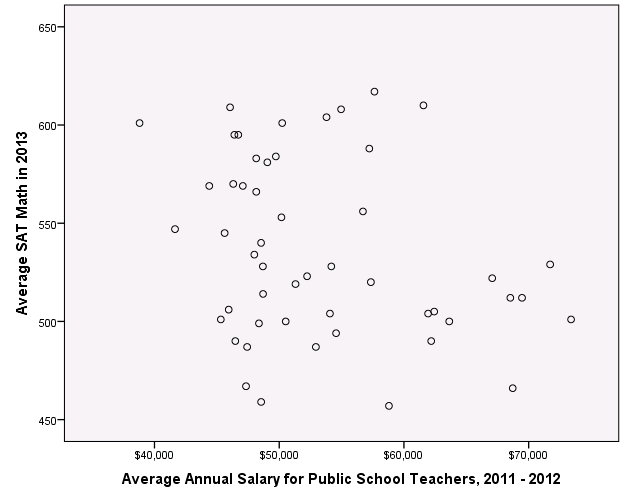 650
600
550
500
450
Average SAT Math in 2013
$40,000 $50,000 $60,000 $70,000
Average Annual Salary for Public School Teachers, 2011 - 2012